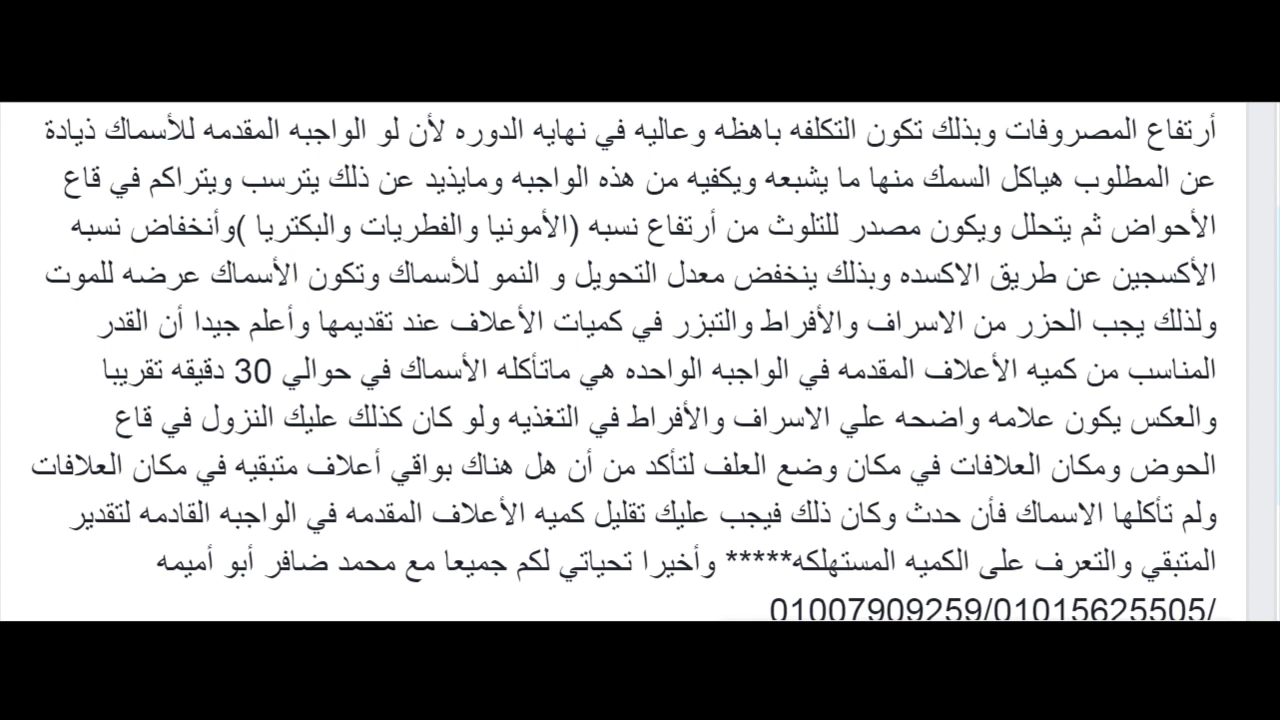 أرتفاع المصروفات وبذلك تكون التكلفه باهظه وعاليه في نهايه الدوره لأن لو الواجبه المقدمه للأسماك ذيادة
عن المطلوب هياكل السمك منها ما يشبعه ويكفيه من هذه الواجبه ومايذيد عن ذلك يترسب ويتراكم في قاع
الأحواض ثم يتحلل ويكون مصدر للتلوث من أرتفاع نسبه (الأمونيا والفطريات والبكتريا )وأنخفاض نسبه
الأكسجين عن طريق الاكسده وبذلك ينخفض معدل التحويل و النمو للأسماك وتكون الأسماك عرضه للموت
ولذلك يجب الحزر من الاسراف والأفراط والتبزر في كميات الأعلاف عند تقديمها وأعلم جيدا أن القدر
المناسب من كميه الأعلاف المقدمه في الواجبه الواحده هي ماتأكله الأسماك في حوالي 30 دقيقه تقريبا
والعكس يكون علامه واضحه علي الاسراف والأفراط في التغذيه ولو كان كذلك عليك النزول في قاع
الحوض ومكان العلافات في مكان وضع العلف لتأكد من أن هل هناك بواقي أعلاف متبقيه في مكان العلافات
ولم تأكلها الاسماك فأن حدث وكان ذلك فيجب عليك تقليل كميه الأعلاف المقدمه في الواجبه القادمه لتقدير
المتبقي والتعرف على الكميه المستهلكه***** وأخيرا تحياتي لكم جميعا مع محمد ضافر أبو أميمه
/01007909259/01015625505